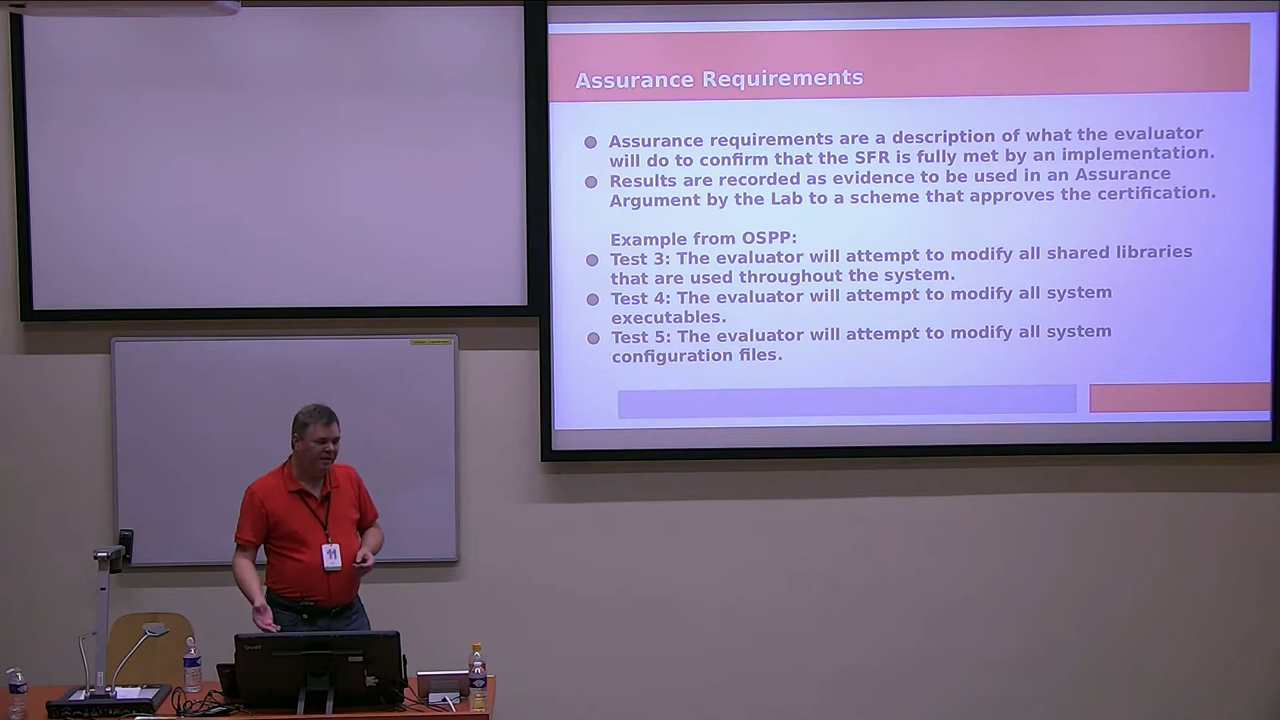 Assurance Requirements
Assurance requirements are a description of what the evaluator
will do to confirm that the SFR is fully met by an implementation.
Results are recorded as evidence to be used in an Assurance
Argument by the Lab to a scheme that approves the certification.
Example from OSPP:
Test 3: The evaluator will attempt to modify all shared libraries
that are used throughout the system.
Test 4: The evaluator will attempt to modify all system
executables.
Test 5: The evaluator will attempt to modify all system
configuration files.